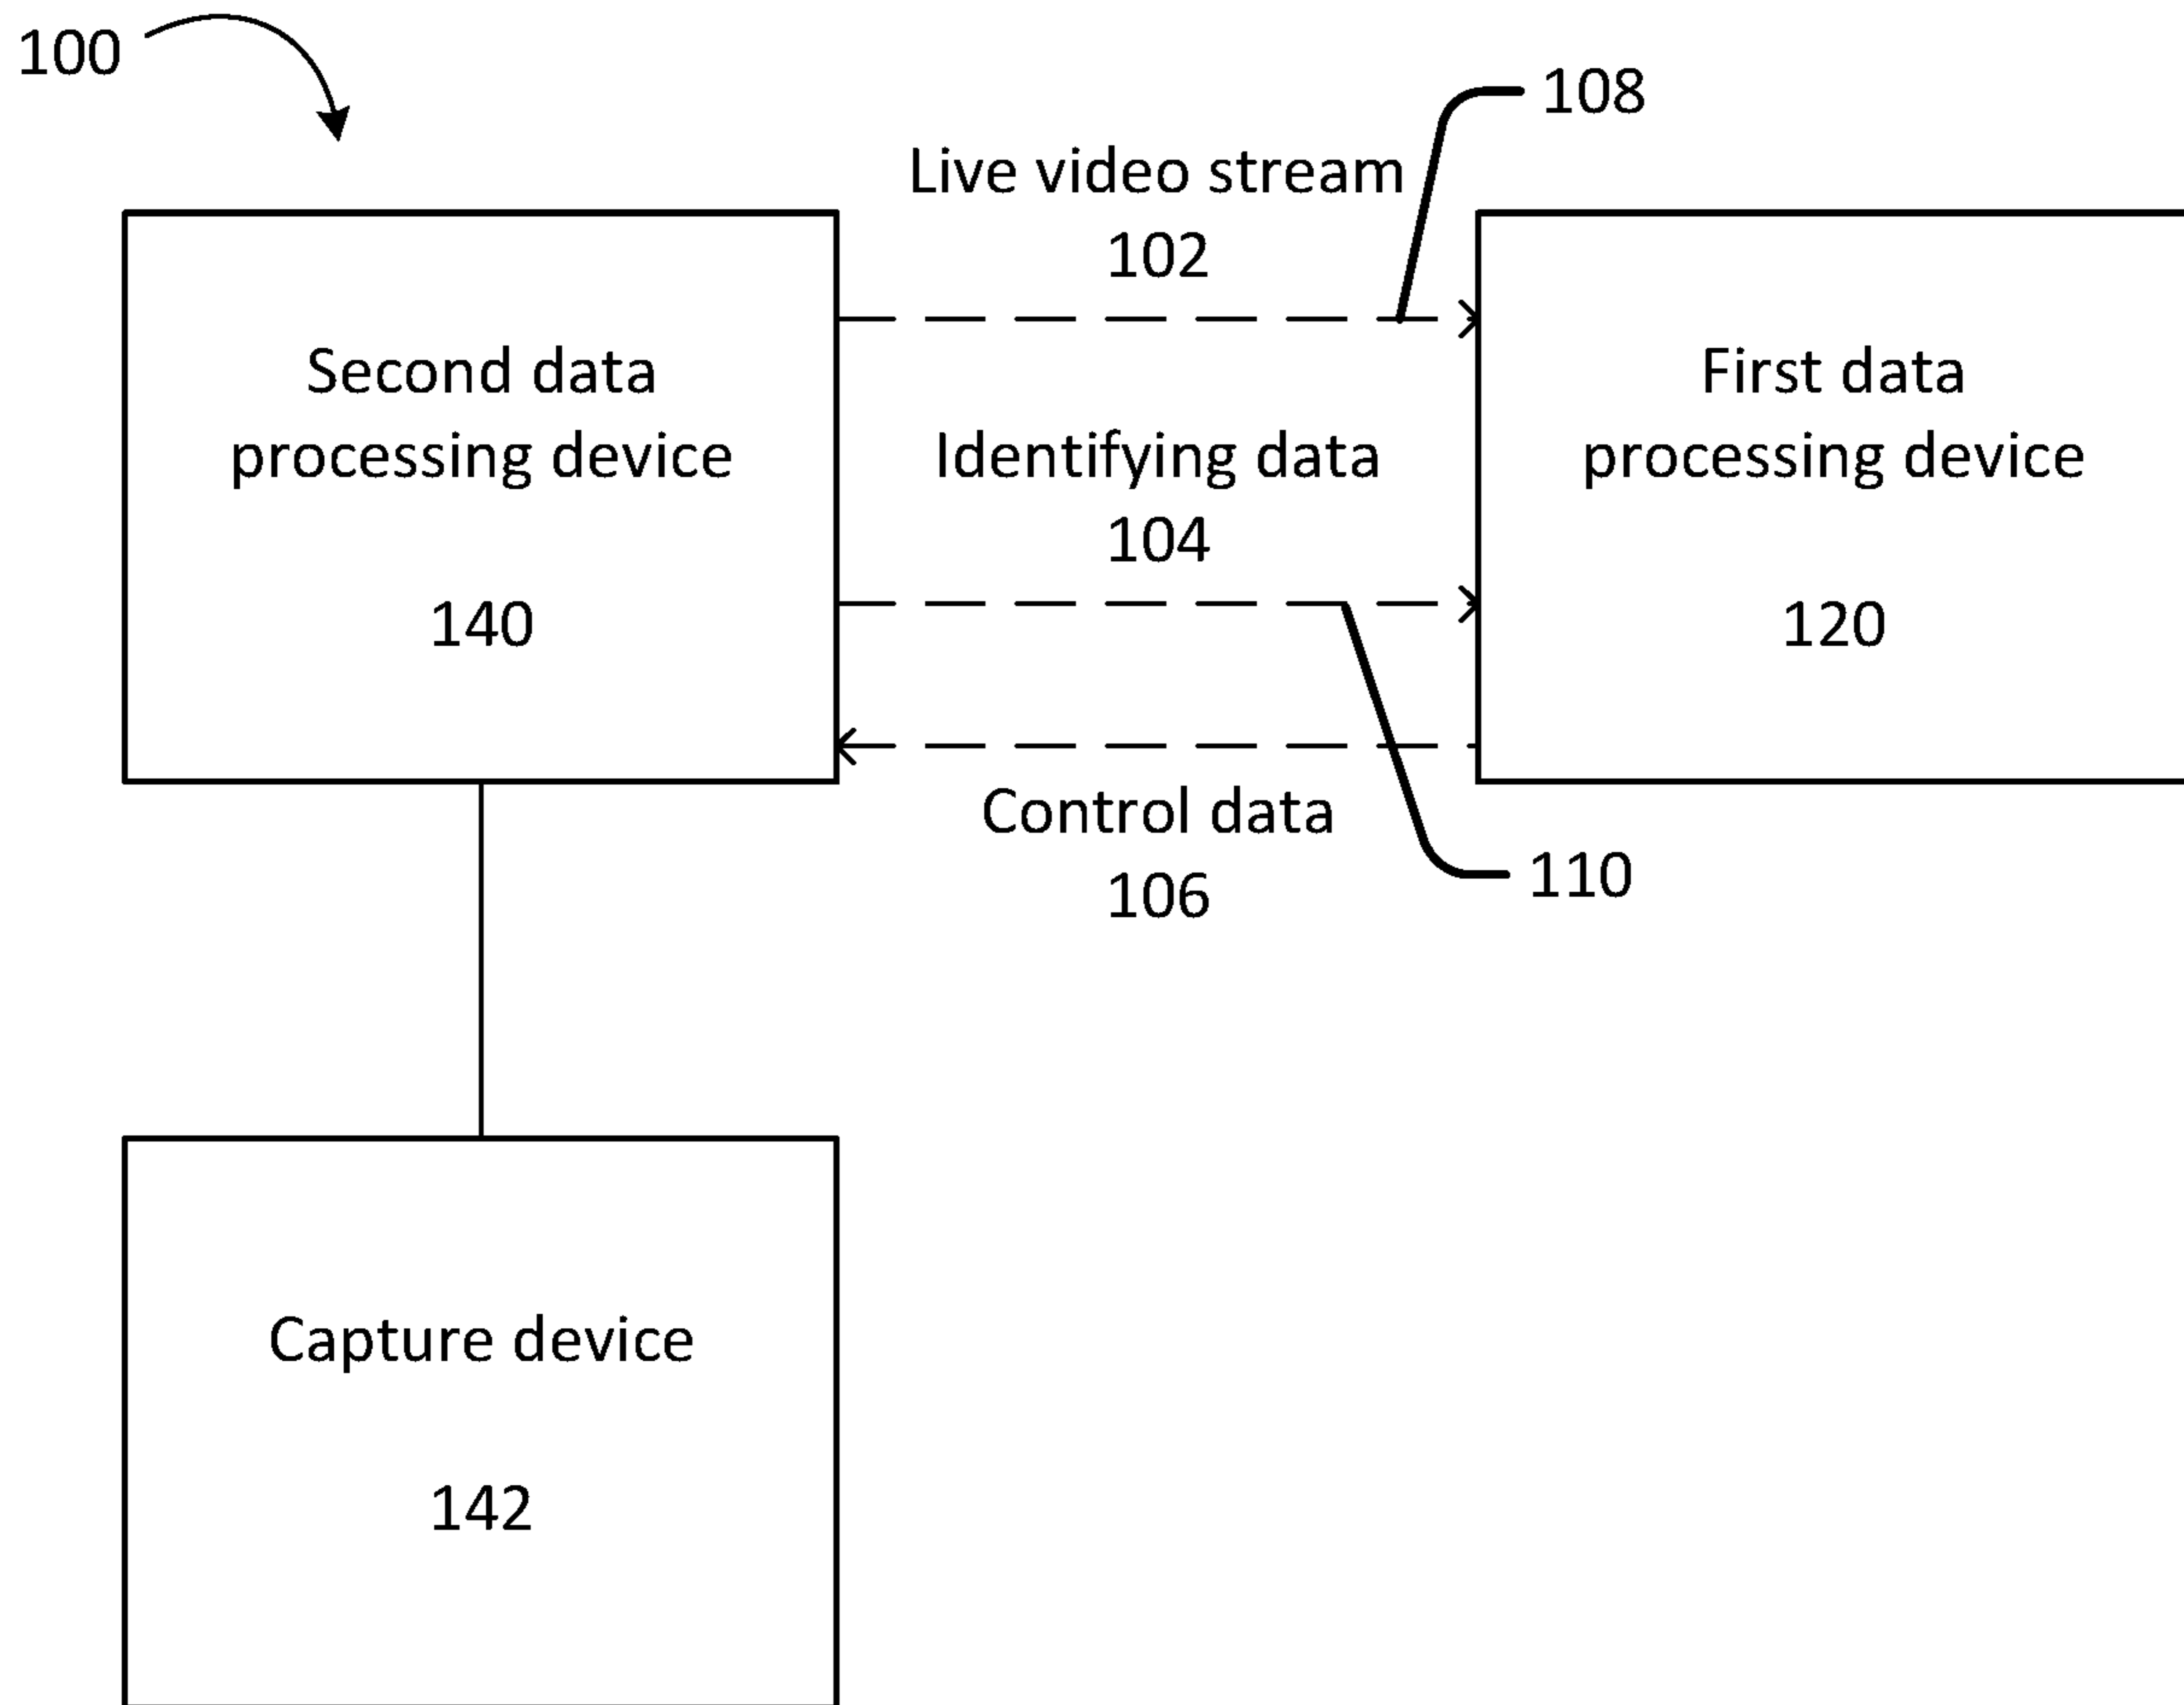 100
108
Live video stream
102
Second data
processing device
140
Identifying data
104
First data
processing device
120
Control data
106
110
Capture device
142